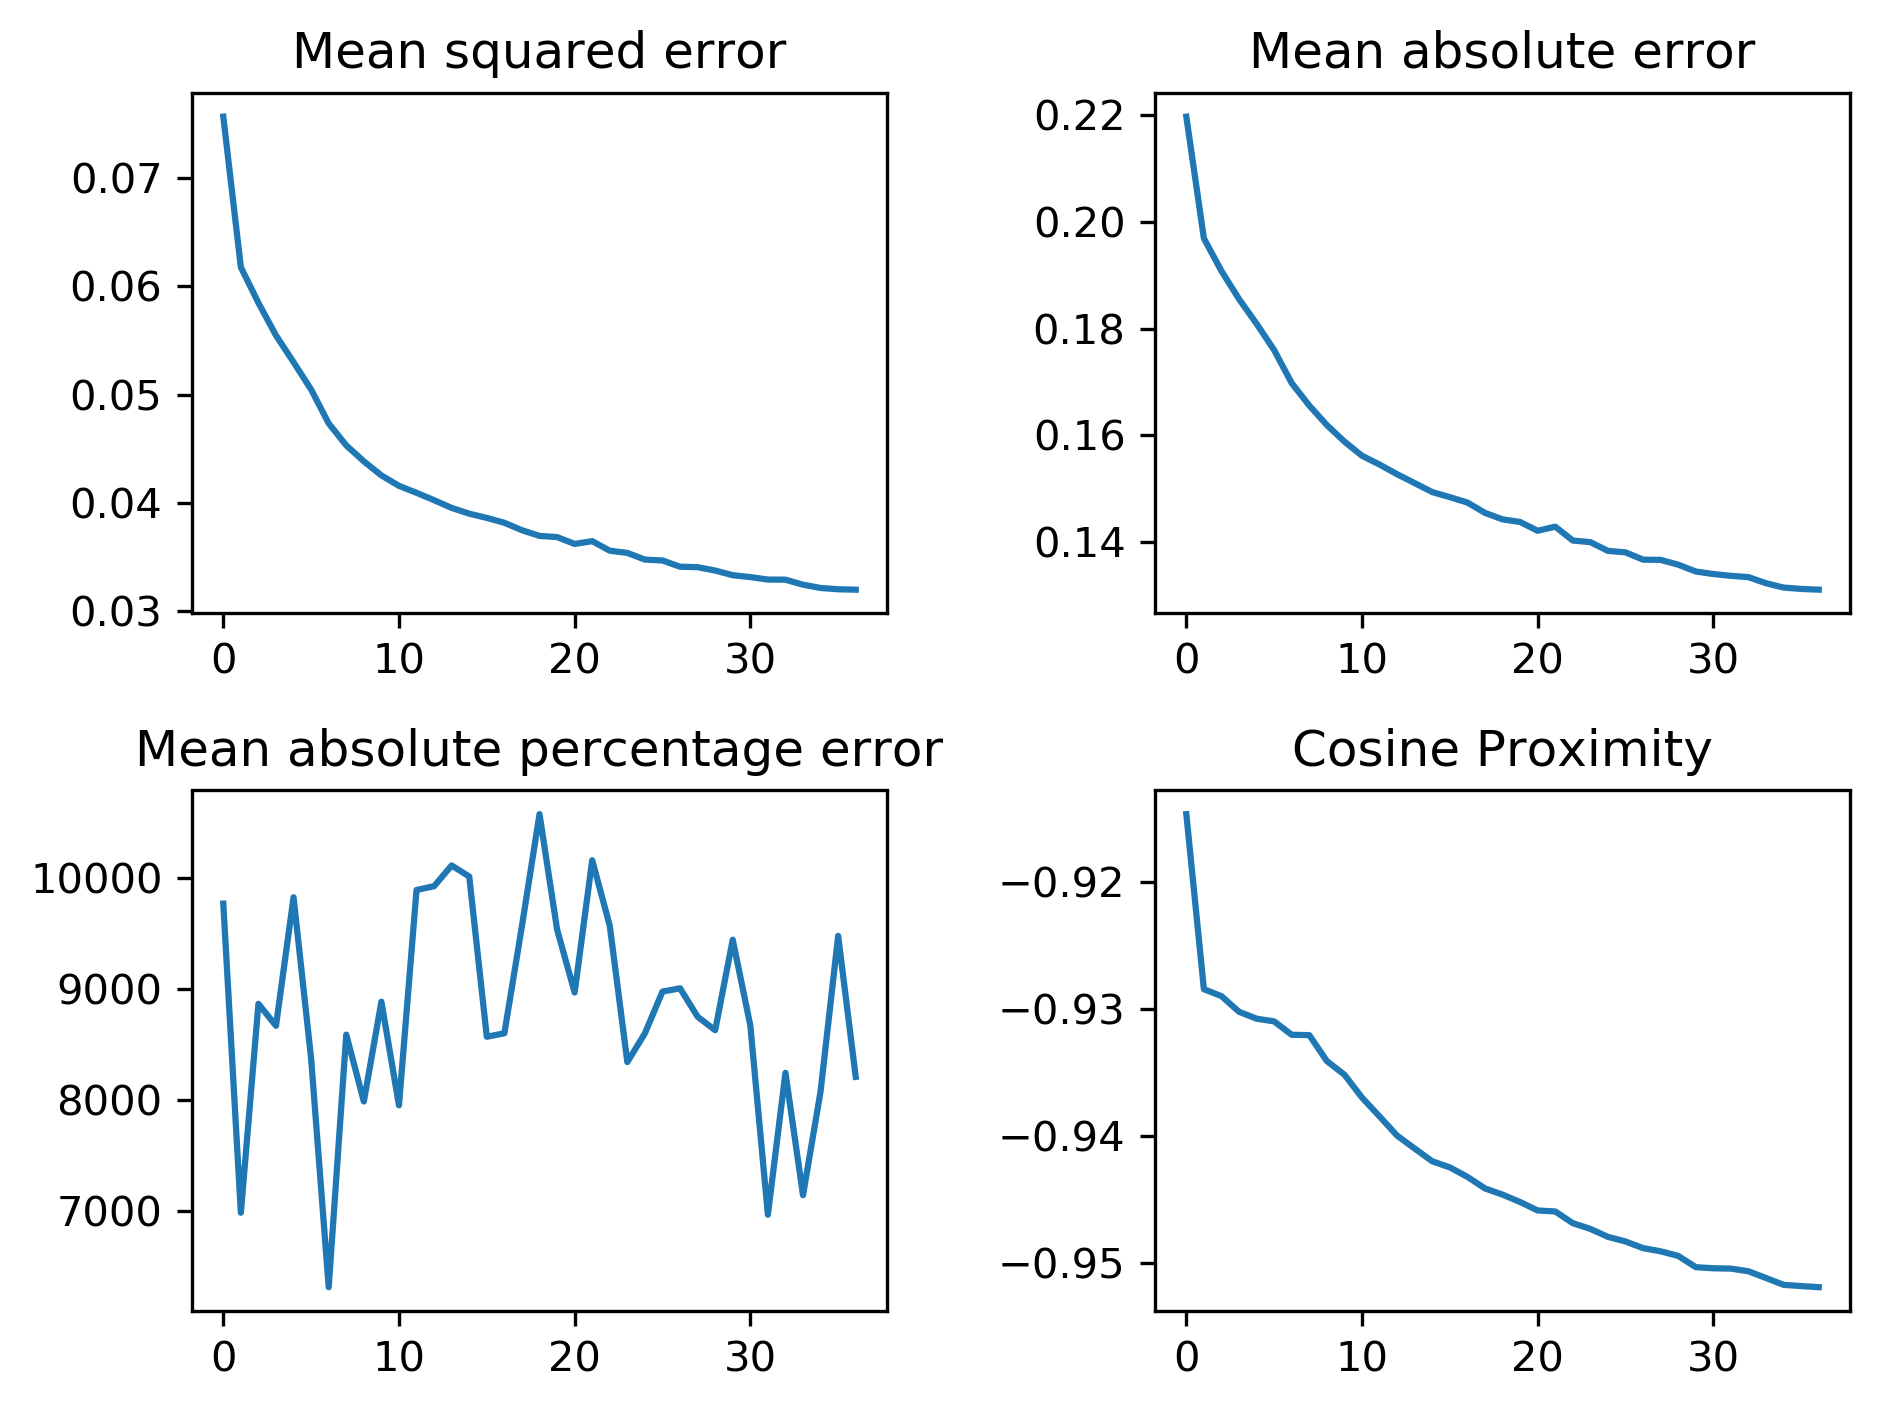 Mean squared error
0.07
0.06
0.05
0.04
0.03
0 10 20 30
Mean absolute error
0.22
0.20
0.18
0.16
0.14
0 10 20 30
Mean absolute percentage error
10000
9000
8000
7000
0 10 20 30
Cosine Proximity
−0.92
−0.93
−0.94
−0.95
0 10 20 30